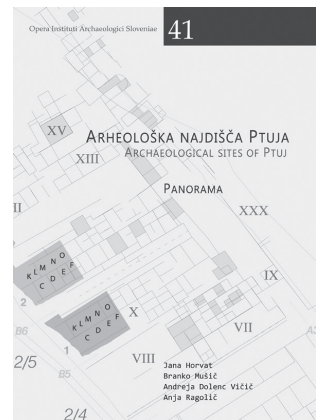 Opera Instituti Archaeologici Sloveniae 41
XV
ARHEOLOŠKA NAJDIŠČA PTUJA
ARCHAEOLOGICAL SITES OF PTUJ
XIII
PANORAMA
II
XXX
K L M N O
C D E F
IX
2
K L M N O
C D E F
X
B6
VII
A3
1
2/5
B5
VIII
Jana Horvat
Branko Mušič
Andreja Dolenc Vičič
Anja Ragolič
2/4